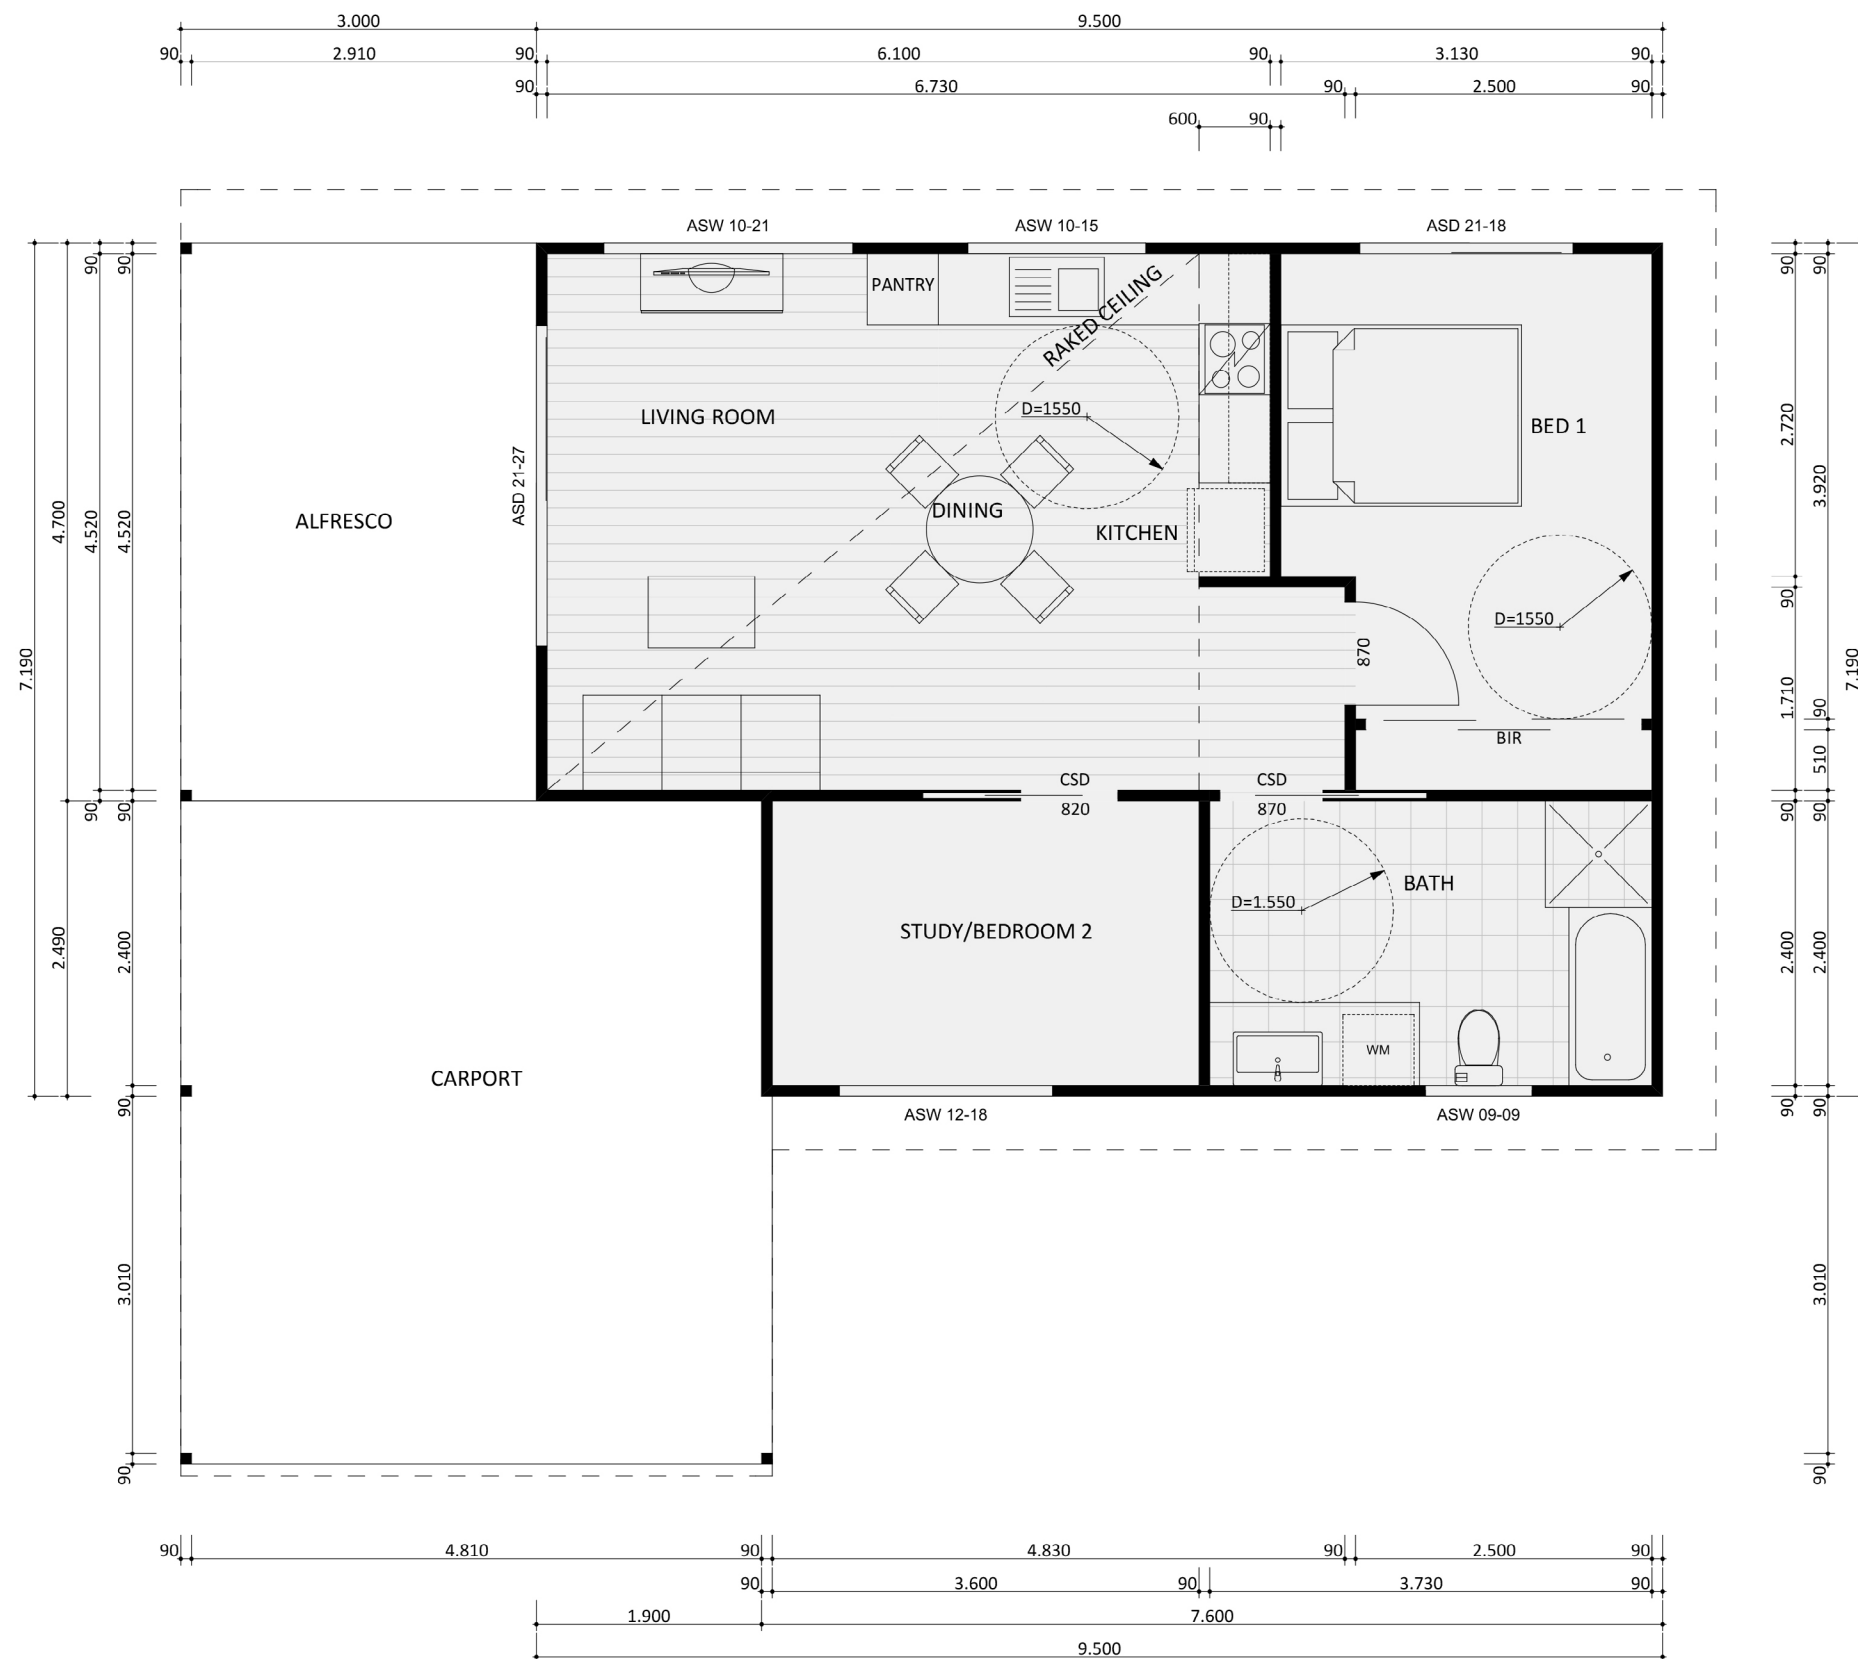 3.000 9.500
90 2.910 90 6.100 90 3.130 90
90 6.730 90 2.500 90
600 90
ASW 10-21 ASW 10-15 ASD 21-18
90 90 90 90
PANTRY
RAKED CEILING
LIVING ROOM D=1550 BED 1
2.720
ASD 21-27
3.920
4.700 4.520 4.520
ALFRESCO DINING KITCHEN
90
D=1550
870
7.190 7.190
1.710 90
BIR
510
CSD CSD
820 870
90 90 90 90
BATH
D=1.550
STUDY/BEDROOM 2
2.490 2.400 2.400 2.400
WM
CARPORT
90 90 90
ASW 12-18 ASW 09-09
3.010 3.010
90 90
90 4.810 90 4.830 90 2.500 90
90 3.600 90 3.730 90
1.900 7.600
9.500